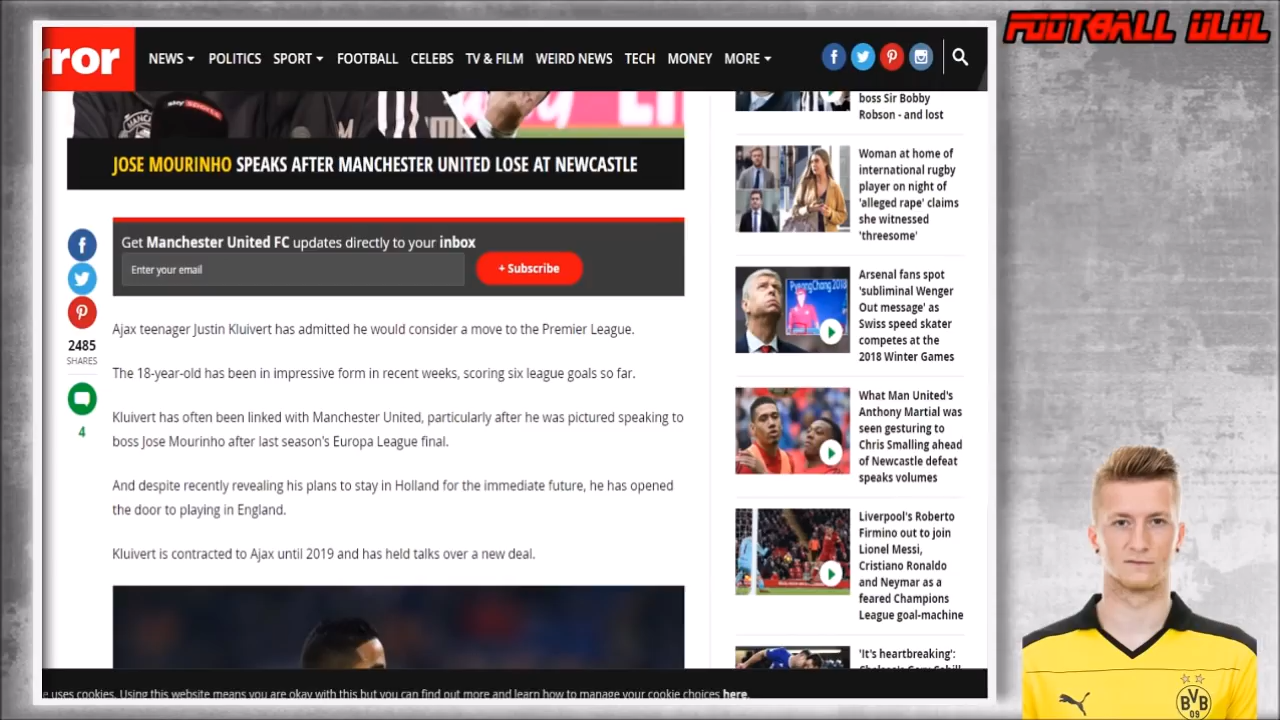 FOOTBALL ULUL
rror
NEWS
POLITICS
SPORT
FOOTBALL
CELEBS
TV & FILM
WEIRD NEWS
TECH
MONEY
MORE
sky SPORTS
JOSE MOURINHO SPEAKS AFTER MANCHESTER UNITED LOSE AT NEWCASTLE
Get Manchester United FC updates directly to your inbox
Enter your email
+ Subscribe
2485
SHARES
4
Ajax teenager Justin Kluivert has admitted he would consider a move to the Premier League.
The 18-year-old has been in impressive form in recent weeks, scoring six league goals so far.
Kluivert has often been linked with Manchester United, particularly after he was pictured speaking to
boss Jose Mourinho after last season's Europa League final.
And despite recently revealing his plans to stay in Holland for the immediate future, he has opened
the door to playing in England.
Kluivert is contracted to Ajax until 2019 and has held talks over a new deal.
boss Sir Bobby
Robson - and lost
Woman at home of
international rugby
player on night of
'alleged rape' claims
she witnessed
'threesome'
PyeongChang 2018
Arsenal fans spot
'subliminal Wenger
Out message' as
Swiss speed skater
competes at the
2018 Winter Games
What Man United's
Anthony Martial was
seen gesturing to
Chris Smalling ahead
of Newcastle defeat
speaks volumes
Liverpool's Roberto
Firmino out to join
Lionel Messi,
Cristiano Ronaldo
and Neymar as a
feared Champions
League goal-machine
'It's heartbreaking':
e uses cookies. Using this website means you are okay with this but you can find out more and learn how to manage your cookie choices here.
BVB
09